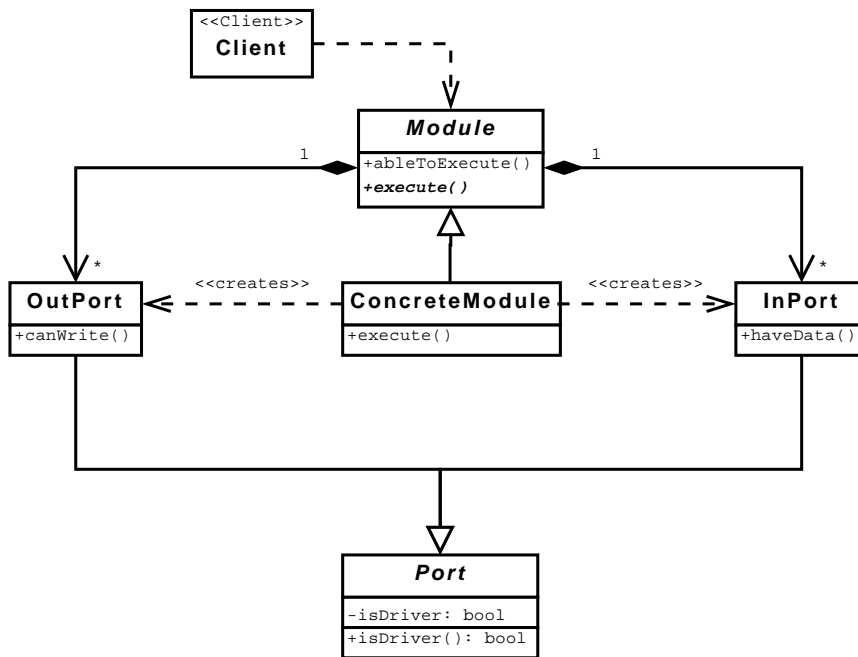 <<Client>>
Client
Module
+ableToExecute()
+execute()
1
1
*
*
<<creates>>
<<creates>>
OutPort
+canWrite()
ConcreteModule
+execute()
InPort
+haveData()
Port
-isDriver: bool
+isDriver(): bool